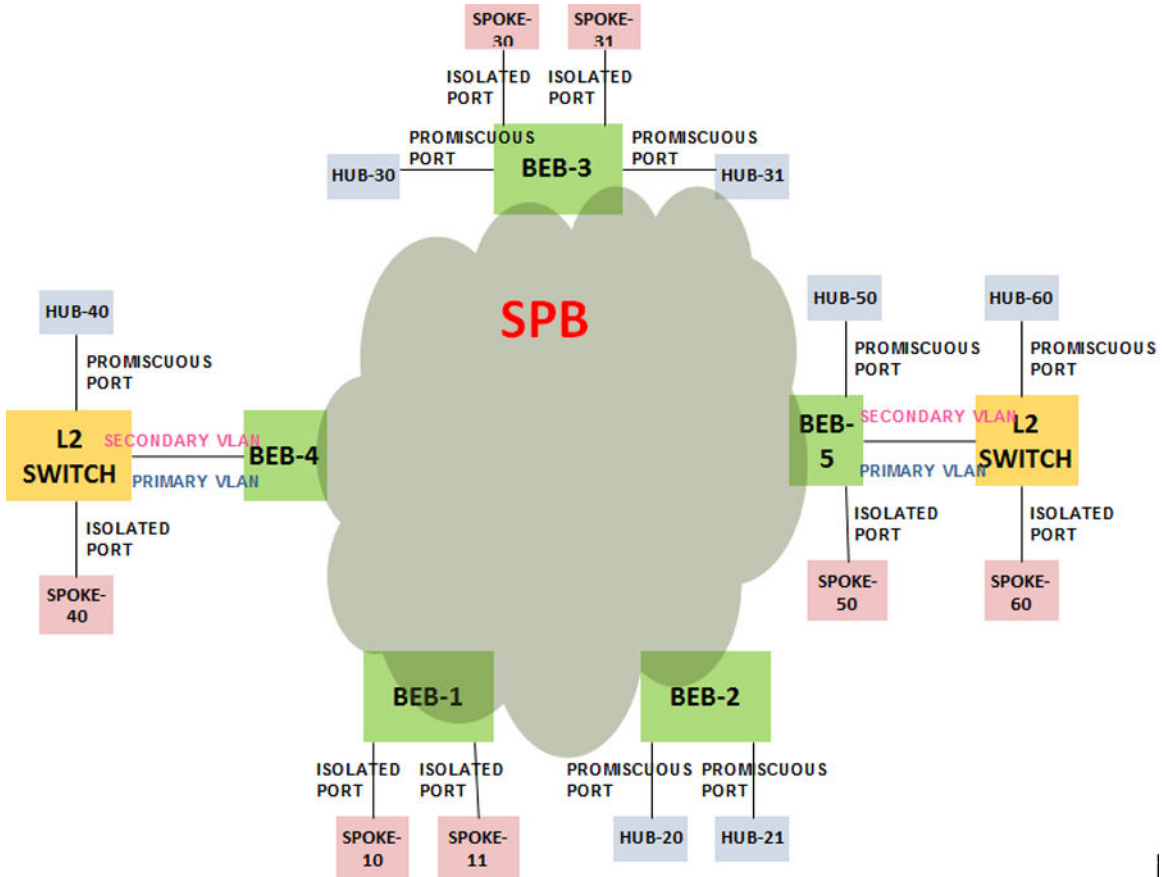 SPOKE-
30
SPOKE-
31
ISOLATED
PORT
ISOLATED
PORT
PROMISCUOUS
PORT
BEB-3
PROMISCUOUS
PORT
HUB-30
HUB-31
SPB
HUB-40
HUB-50
HUB-60
PROMISCUOUS
PORT
PROMISCUOUS
PORT
PROMISCUOUS
PORT
L2
SWITCH
SECONDARY VLAN
PRIMARY VLAN
BEB-4
BEB-
5
SECONDARY VLAN
PRIMARY VLAN
L2
SWITCH
ISOLATED
PORT
ISOLATED
PORT
ISOLATED
PORT
SPOKE-
40
SPOKE-
50
SPOKE-
60
BEB-1
BEB-2
ISOLATED
PORT
ISOLATED
PORT
PROMISCUOUS
PORT
PROMISCUOUS
PORT
SPOKE-
10
SPOKE-
11
HUB-20
HUB-21